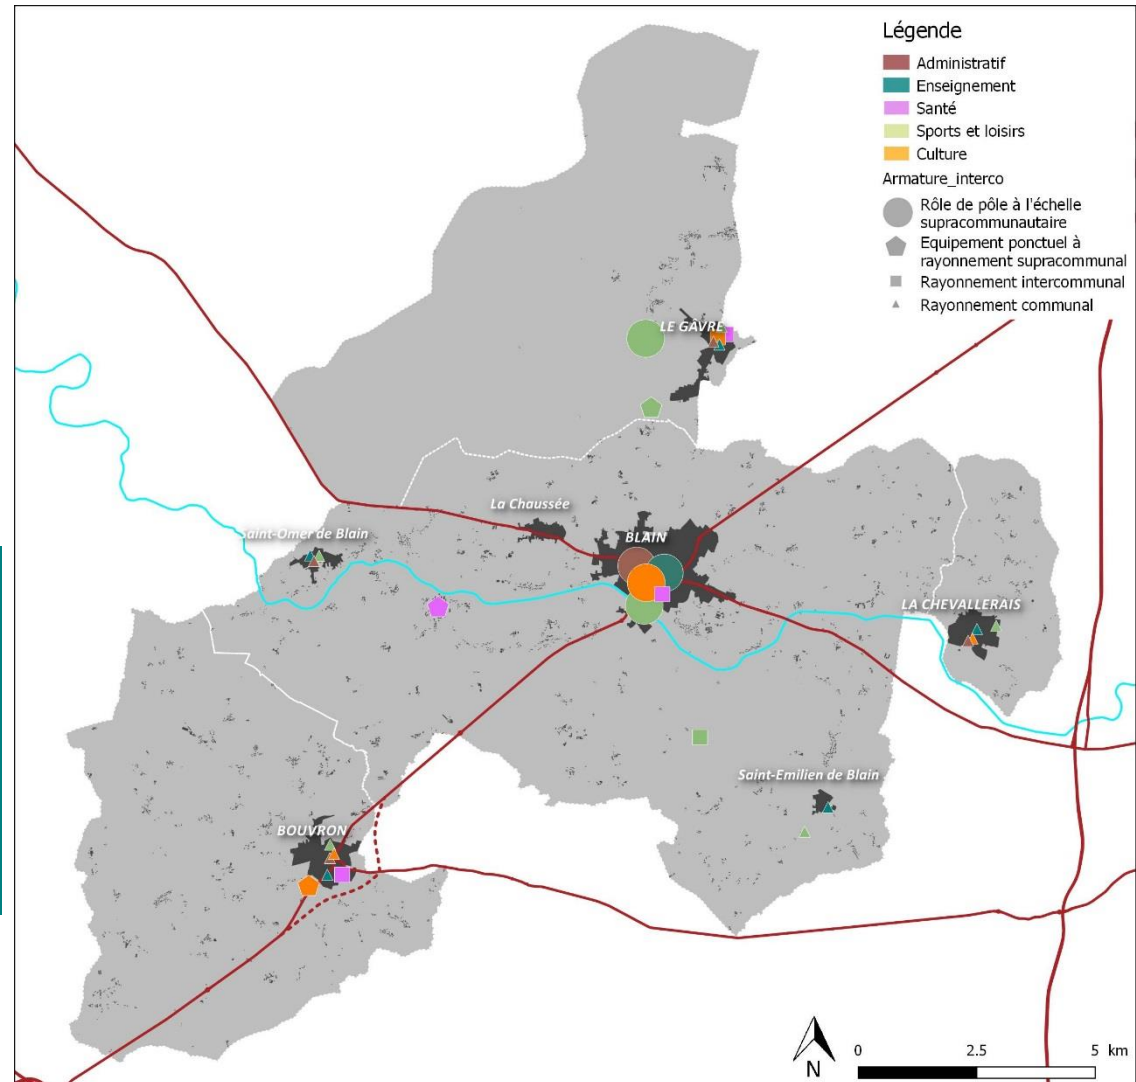 Légende
Administratif
Enseignement
Santé
Sports et loisirs
Culture
Armature_interco
Rôle de pôle à l'échelle
supracommunautaire
Equipement ponctuel à
rayonnement supracommunal
Rayonnement intercommunal
Rayonnement communal
LE GÂVRE
La Chaussée
Saint-Omer de Blain
BLAIN
LA CHEVALLERAIS
Saint-Emilien de Blain
BOUVRON
N
0 2.5 5 km